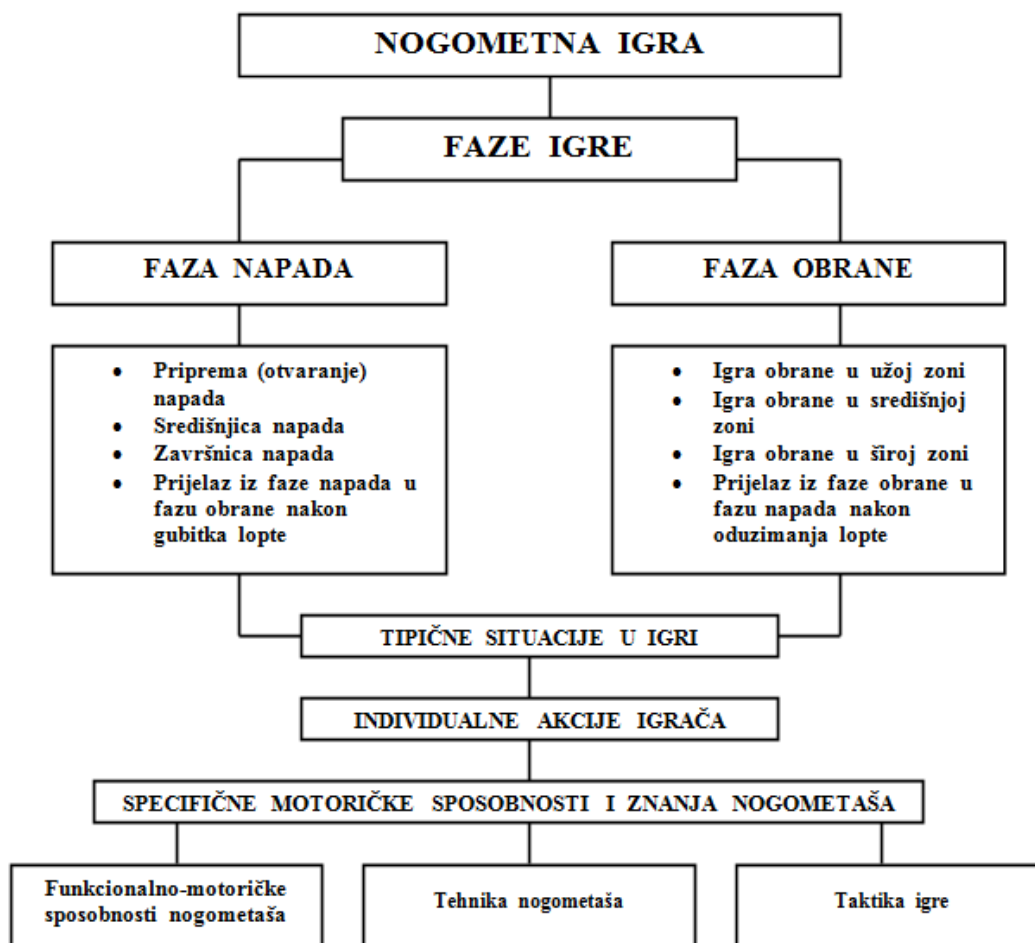 NOGOMETNA IGRA
FAZE IGRE
FAZA NAPADA
FAZA OBRANE
• Priprema (otvaranje)
napada
• Središnjica napada
• Završnica napada
• Prijelaz iz faze napada u
fazu obrane nakon
gubitka lopte
• Igra obrane u užoj zoni
• Igra obrane u središnjoj
zoni
• Igra obrane u široj zoni
• Prijelaz iz faze obrane u
fazu napada nakon
oduzimanja lopte
TIPIČNE SITUACIJE U IGRI
INDIVIDUALNE AKCIJE IGRAČA
SPECIFIČNE MOTORIČKE SPOSOBNOSTI I ZNANJA NOGOMETAŠA
Funkcionalno-motoričke
sposobnosti nogometaša
Tehnika nogometaša
Taktika igre